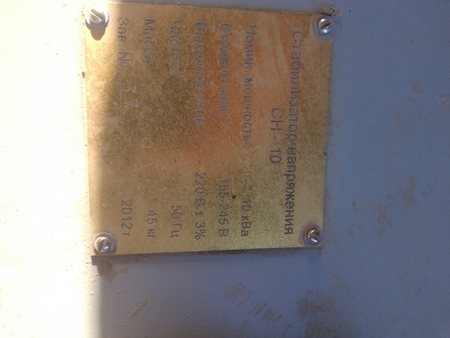 Стабилизатор напряжения
СН - 10
Номин. мощность 10 кВа
165-245 В
220 В ± 3%
Частота 50 Гц
Масса 45 кг
Зав. № 2012 г.